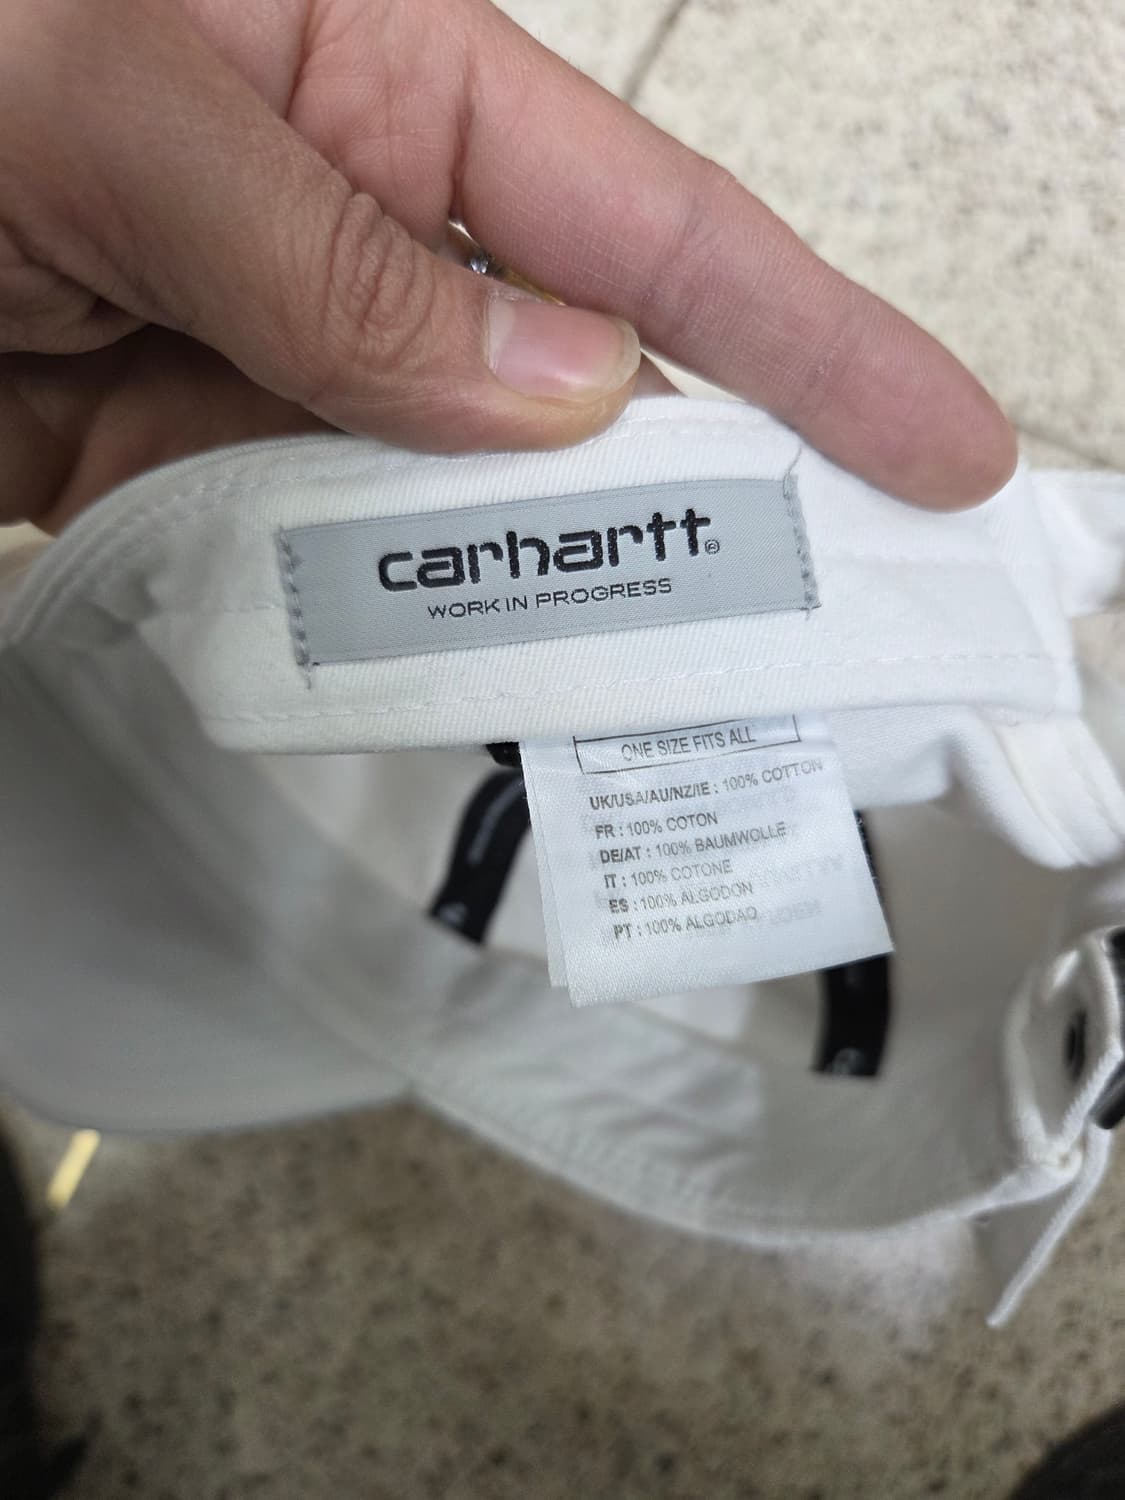 carhartt®
WORK IN PROGRESS
ONE SIZE FITS ALL
UK/USA/AU/NZ/IE : 100% COTTON
FR : 100% COTON
DE/AT : 100% BAUMWOLLE
IT : 100% COTONE
ES : 100% ALGODON
PT : 100% ALGODAO